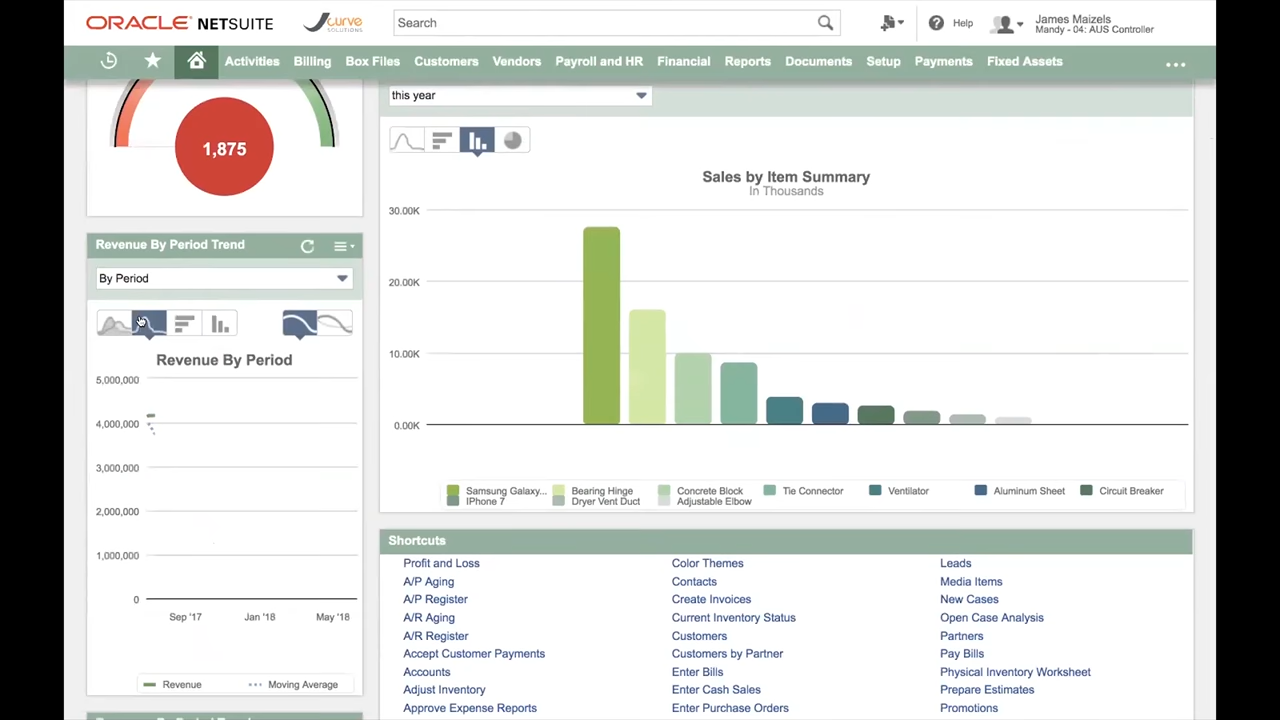 ORACLE NETSUITE
curve
SOLUTIONS
Search
Help
James Maizels
Mandy - 04: AUS Controller
Activities Billing Box Files Customers Vendors Payroll and HR Financial Reports Documents Setup Payments Fixed Assets
1,875
this year
Sales by Item Summary
In Thousands
30.00K
20.00K
10.00K
0.00K
Samsung Galaxy... Bearing Hinge Concrete Block Tie Connector Ventilator Aluminum Sheet Circuit Breaker
IPhone 7 Dryer Vent Duct Adjustable Elbow
Revenue By Period Trend
By Period
Revenue By Period
5,000,000
4,000,000
3,000,000
2,000,000
1,000,000
0
Sep '17 Jan '18 May '18
Revenue Moving Average
Shortcuts
Profit and Loss Color Themes Leads
A/P Aging Contacts Media Items
A/P Register Create Invoices New Cases
A/R Aging Current Inventory Status Open Case Analysis
A/R Register Customers Partners
Accept Customer Payments Customers by Partner Pay Bills
Accounts Enter Bills Physical Inventory Worksheet
Adjust Inventory Enter Cash Sales Prepare Estimates
Approve Expense Reports Enter Purchase Orders Promotions